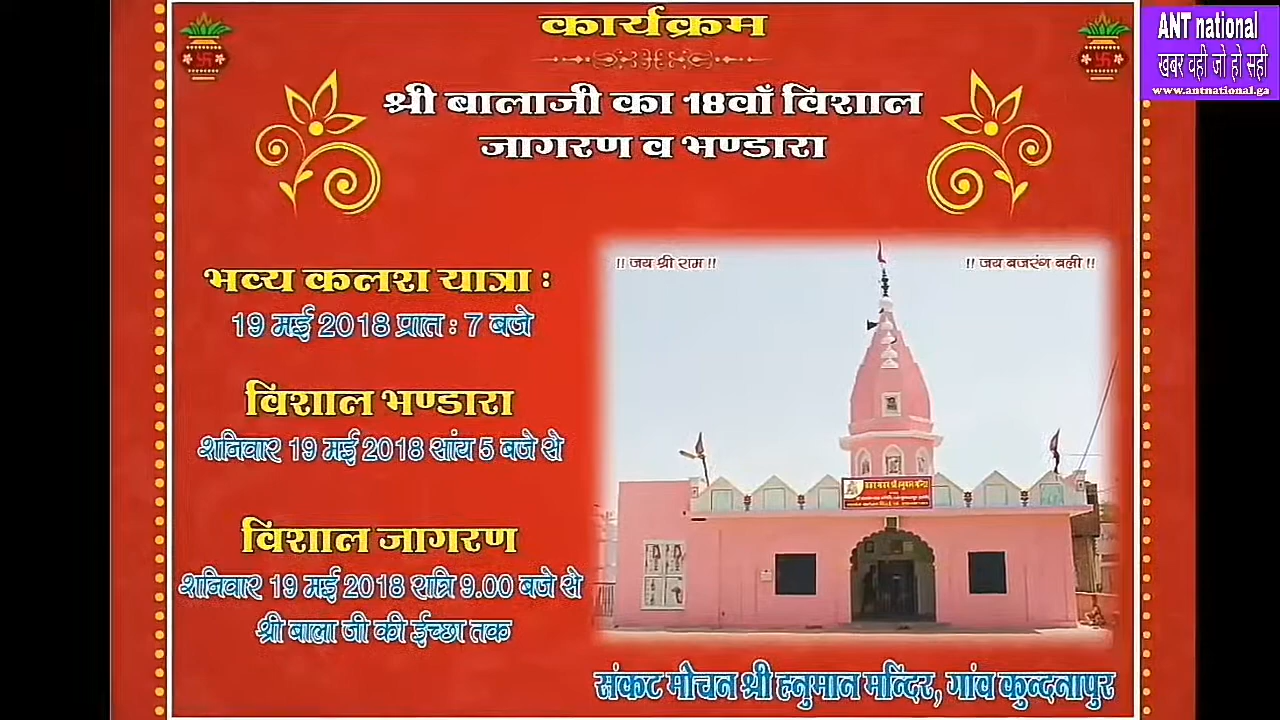 कार्यक्रम
श्री बालाजी का 18वाँ विशाल
जागरण व भण्डारा
भव्य कलश यात्रा :
19 मई 2018 प्रात : 7 बजे
विशाल भण्डारा
शनिवार 19 मई 2018 सांय 5 बजे से
विशाल जागरण
शनिवार 19 मई 2018 रात्रि 9.00 बजे से
श्री बाला जी की ईच्छा तक
!! जय श्री राम !!
!! जय बजरंग बली !!
संकट मोचन श्री हनुमान मन्दिर, गांव कुन्दनापुर
ANT national
खबर वही जो हो सही
www.antnational.ga